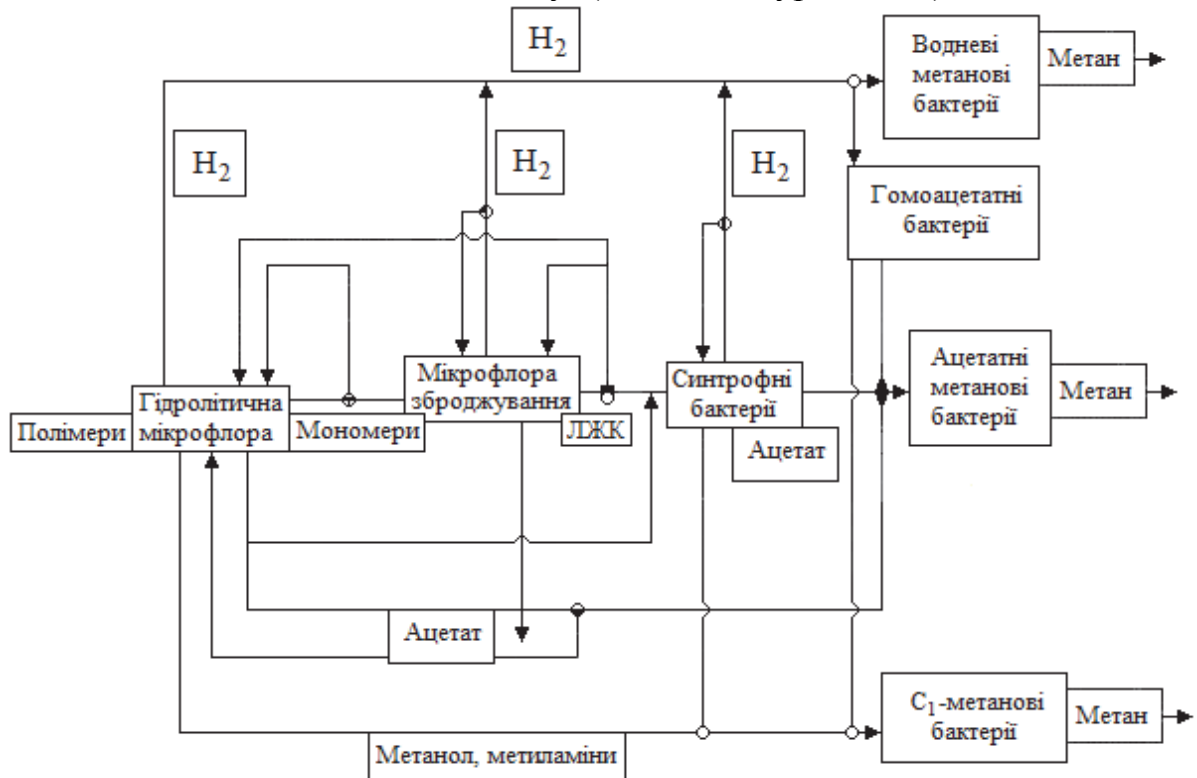 H2
Водневі
метанові
бактерії
Метан
H2
H2
H2
Гомоацетатні
бактерії
Мікрофлора
зброджування
Синтрофні
бактерії
Ацетатні
метанові
бактерії
Метан
Гідролітична
мікрофлора
Полімери
Мономери
ЛЖК
Ацетат
Ацетат
С1-метанові
бактерії
Метан
Метанол, метиламіни